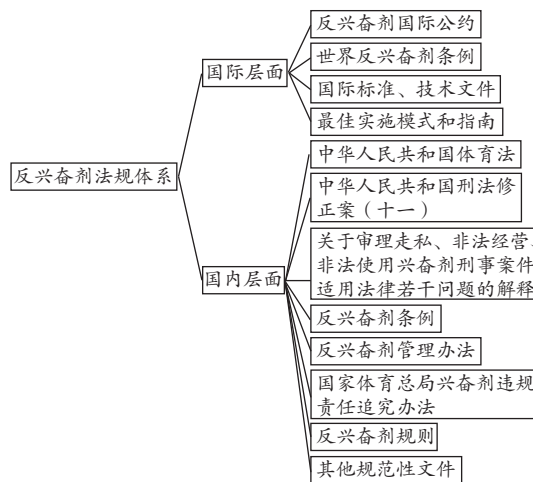 反兴奋剂法规体系
国际层面
反兴奋剂国际公约
世界反兴奋剂条例
国际标准、技术文件
最佳实施模式和指南
国内层面
中华人民共和国体育法
中华人民共和国刑法修
正案（十一）
关于审理走私、非法经营、
非法使用兴奋剂刑事案件
适用法律若干问题的解释
反兴奋剂条例
反兴奋剂管理办法
国家体育总局兴奋剂违规
责任追究办法
反兴奋剂规则
其他规范性文件